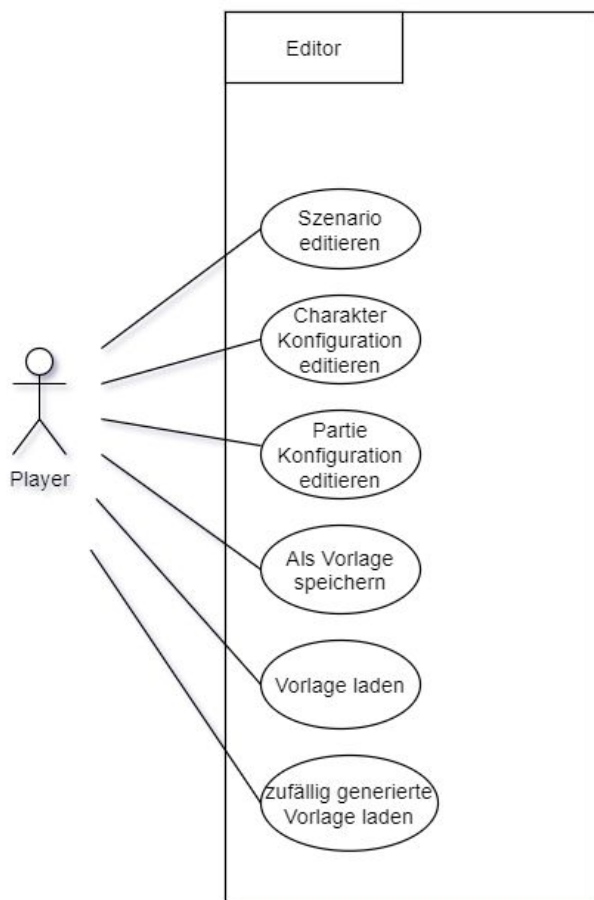 Editor
Szenario
editieren
Charakter
Konfiguration
editieren
Partie
Konfiguration
editieren
Player
Als Vorlage
speichern
Vorlage laden
zufällig generierte
Vorlage laden